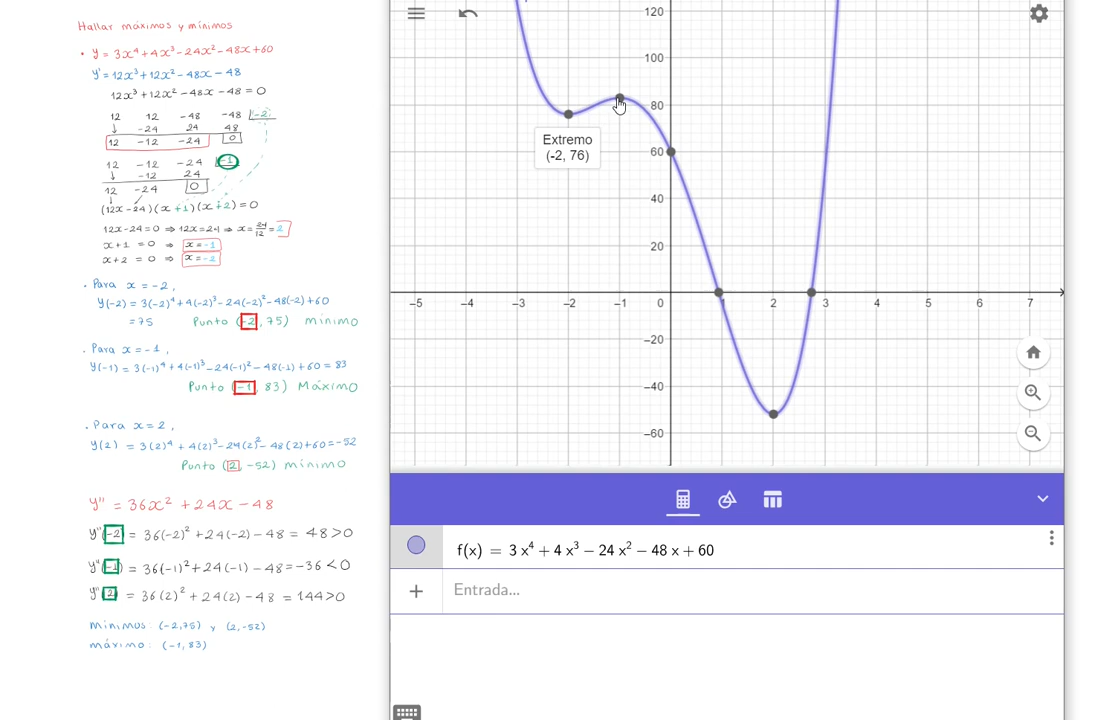 Hallar máximos y mínimos
• y = 3x⁴+4x³-24x²-48x+60
y' = 12x³+12x²-48x-48
12x³+12x²-48x-48=0
12 12 -48 -48 |-2
↓ -24 24 48
12 -12 -24 0
12 -12 -24 |-1
↓ -12 24
12 -24 0
(12x-24)(x+1)(x+2)=0
12x-24=0 ⇒ 12x=24 ⇒ x=24/12=2
x+1 =0 ⇒ x=-1
x+2 =0 ⇒ x=-2
. Para x=-2,
y(-2) = 3(-2)⁴+4(-2)³-24(-2)²-48(-2)+60
=75 Punto (-2,75) mínimo
. Para x=-1,
y(-1) = 3(-1)⁴+4(-1)³-24(-1)²-48(-1)+60=83
Punto (-1,83) Máximo
. Para x=2,
y(2) = 3(2)⁴+4(2)³-24(2)²-48(2)+60=-52
Punto (2,-52) mínimo
y'' = 36x²+24x-48
y''(-2) = 36(-2)²+24(-2)-48=48>0
y''(-1) = 36(-1)²+24(-1)-48=-36<0
y''(2) = 36(2)²+24(2)-48=144>0
mínimos: (-2,75) y (2,-52)
máximo: (-1,83)
120
100
80
60
40
20
0
−20
−40
−60
−5 −4 −3 −2 −1 0 1 2 3 4 5 6 7
Extremo
(-2, 76)
f(x) = 3 x⁴ + 4 x³ − 24 x² − 48 x + 60
+ Entrada...